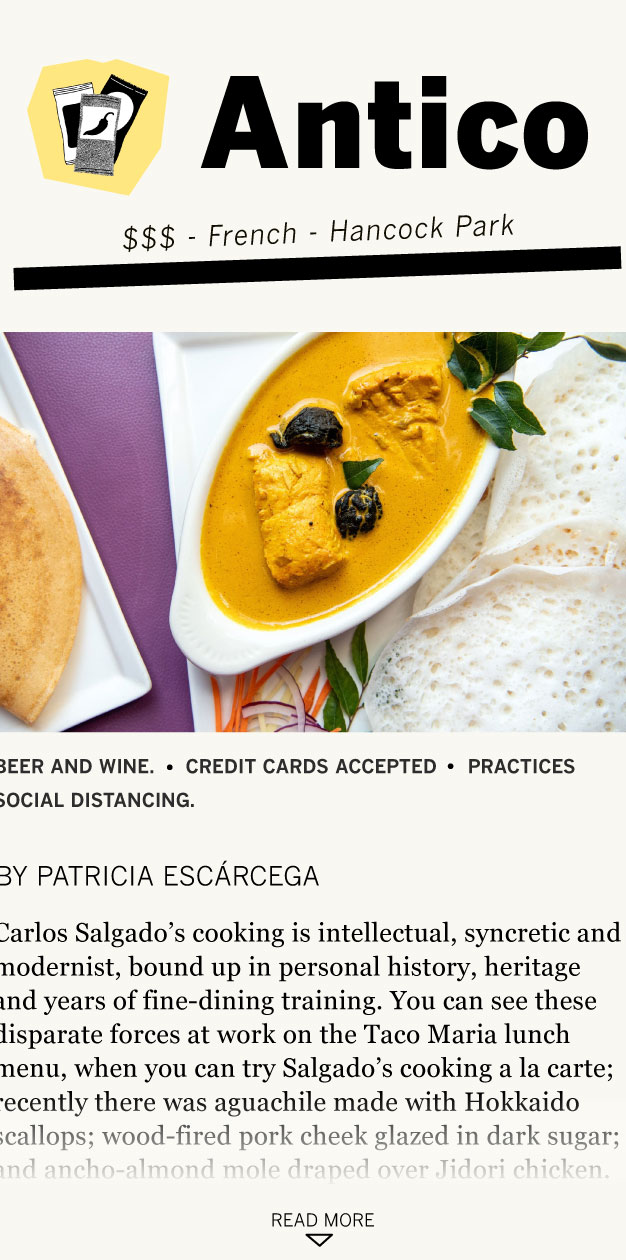 Antico
$$$ - French - Hancock Park
BEER AND WINE. • CREDIT CARDS ACCEPTED • PRACTICES
SOCIAL DISTANCING.
BY PATRICIA ESCÁRCEGA
Carlos Salgado’s cooking is intellectual, syncretic and
modernist, bound up in personal history, heritage
and years of fine-dining training. You can see these
disparate forces at work on the Taco Maria lunch
menu, when you can try Salgado’s cooking a la carte;
recently there was aguachile made with Hokkaido
scallops; wood-fired pork cheek glazed in dark sugar;
and ancho-almond mole draped over Jidori chicken.
READ MORE